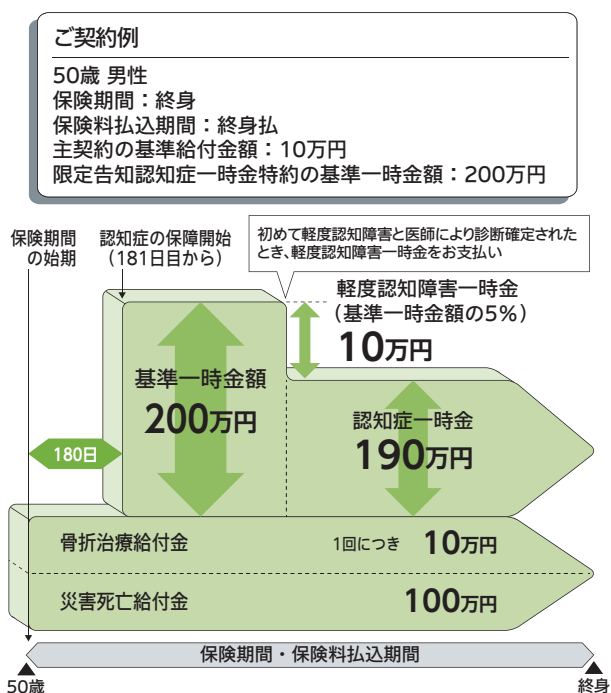 ご契約例
50歳 男性
保険期間：終身
保険料払込期間：終身払
主契約の基準給付金額：10万円
限定告知認知症一時金特約の基準一時金額：200万円
保険期間
の始期
認知症の保障開始
（181日目から）
初めて軽度認知障害と医師により診断確定された
とき、軽度認知障害一時金をお支払い
軽度認知障害一時金
（基準一時金額の5％）
10万円
基準一時金額
200万円
認知症一時金
190万円
180日
骨折治療給付金 1回につき 10万円
災害死亡給付金 100万円
保険期間・保険料払込期間
50歳 終身